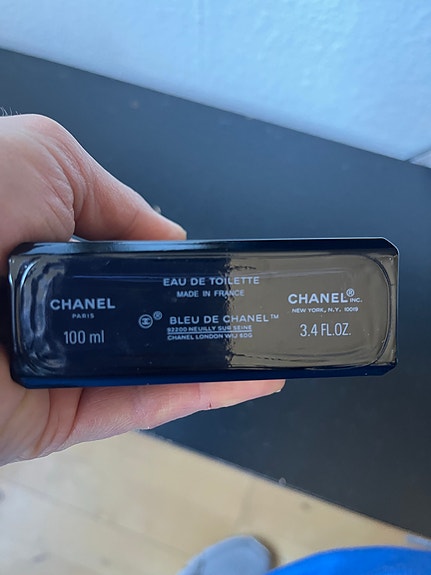 EAU DE TOILETTE
MADE IN FRANCE
CHANEL
PARIS
100 ml
® BLEU DE CHANEL™
92200 NEUILLY SUR SEINE
CHANEL LONDON W1J 6DG
CHANEL® INC.
NEW YORK, N.Y. 10019
3.4 FL.OZ.